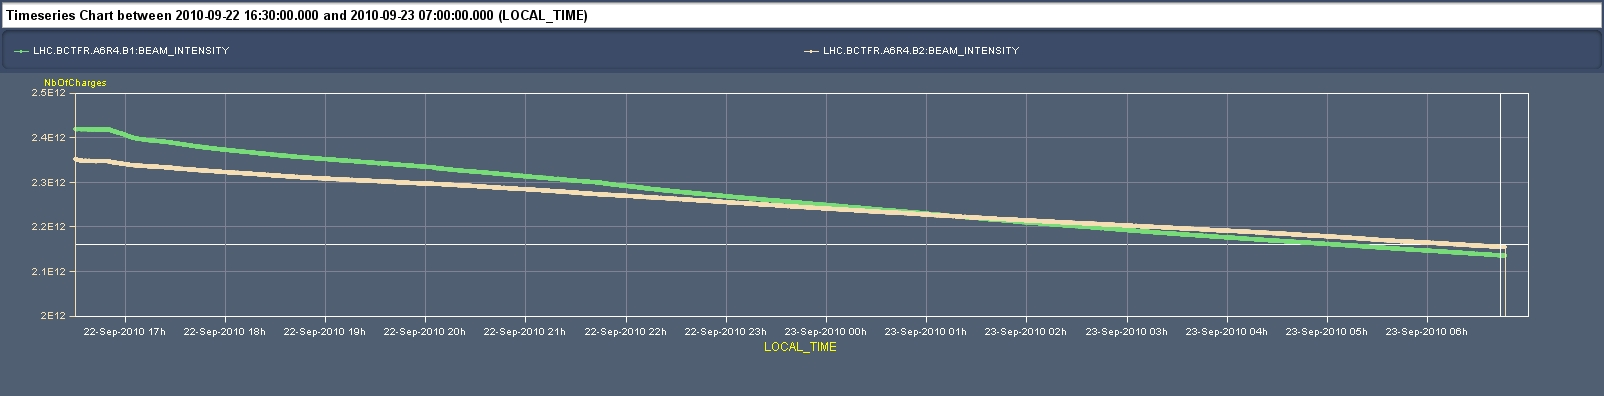 Timeseries Chart between 2010-09-22 16:30:00.000 and 2010-09-23 07:00:00.000 (LOCAL_TIME)
LHC.BCTFR.A6R4.B1:BEAM_INTENSITY LHC.BCTFR.A6R4.B2:BEAM_INTENSITY
NbOfCharges
2.5E12
2.4E12
2.3E12
2.2E12
2.1E12
2E12
22-Sep-2010 17h 22-Sep-2010 18h 22-Sep-2010 19h 22-Sep-2010 20h 22-Sep-2010 21h 22-Sep-2010 22h 22-Sep-2010 23h 23-Sep-2010 00h 23-Sep-2010 01h 23-Sep-2010 02h 23-Sep-2010 03h 23-Sep-2010 04h 23-Sep-2010 05h 23-Sep-2010 06h
LOCAL_TIME